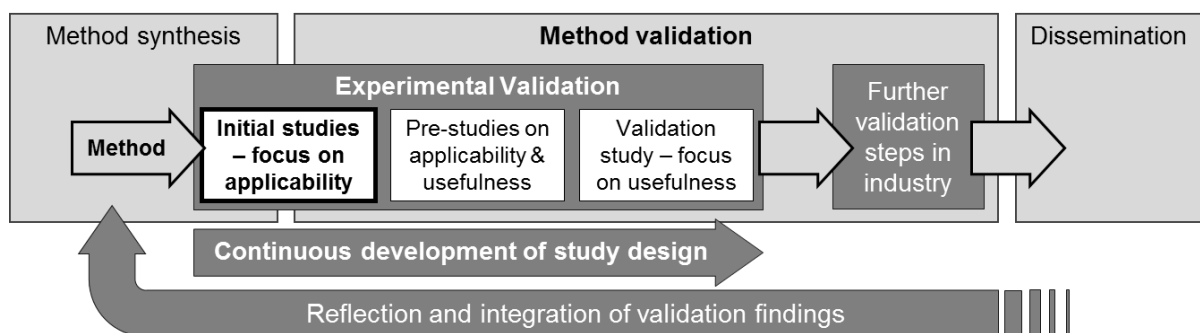 Method synthesis
Method validation
Dissemination
Experimental Validation
Method
Initial studies
– focus on
applicability
Pre-studies on
applicability &
usefulness
Validation
study – focus
on usefulness
Further
validation
steps in
industry
Continuous development of study design
Reflection and integration of validation findings